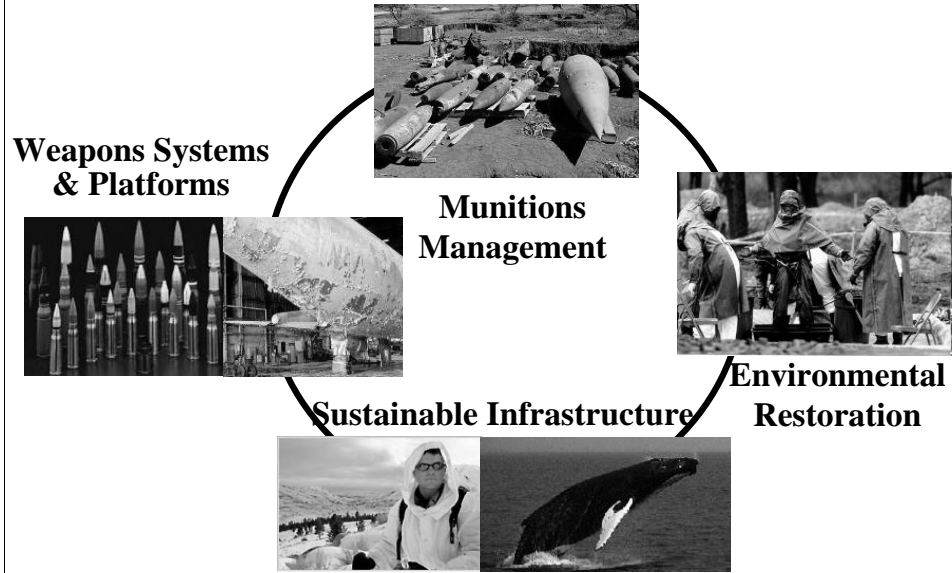 Weapons Systems
& Platforms
Munitions
Management
Environmental
Restoration
Sustainable Infrastructure